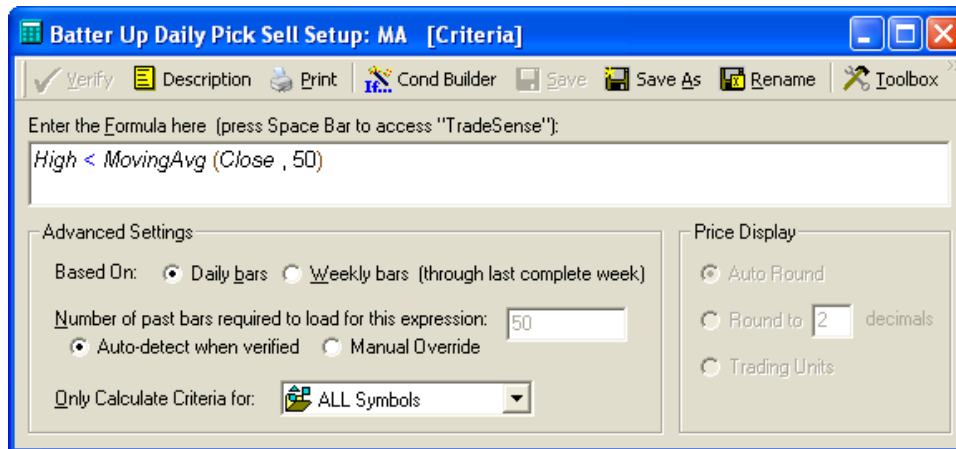 Batter Up Daily Pick Sell Setup: MA [Criteria]
Verify Description Print If... Cond Builder Save Save As Rename Toolbox »
Enter the Formula here (press Space Bar to access "TradeSense"):
High < MovingAvg (Close , 50)
Advanced Settings
Based On: Daily bars Weekly bars (through last complete week)
Number of past bars required to load for this expression: 50
Auto-detect when verified Manual Override
Only Calculate Criteria for: ALL Symbols
Price Display
Auto Round
Round to 2 decimals
Trading Units